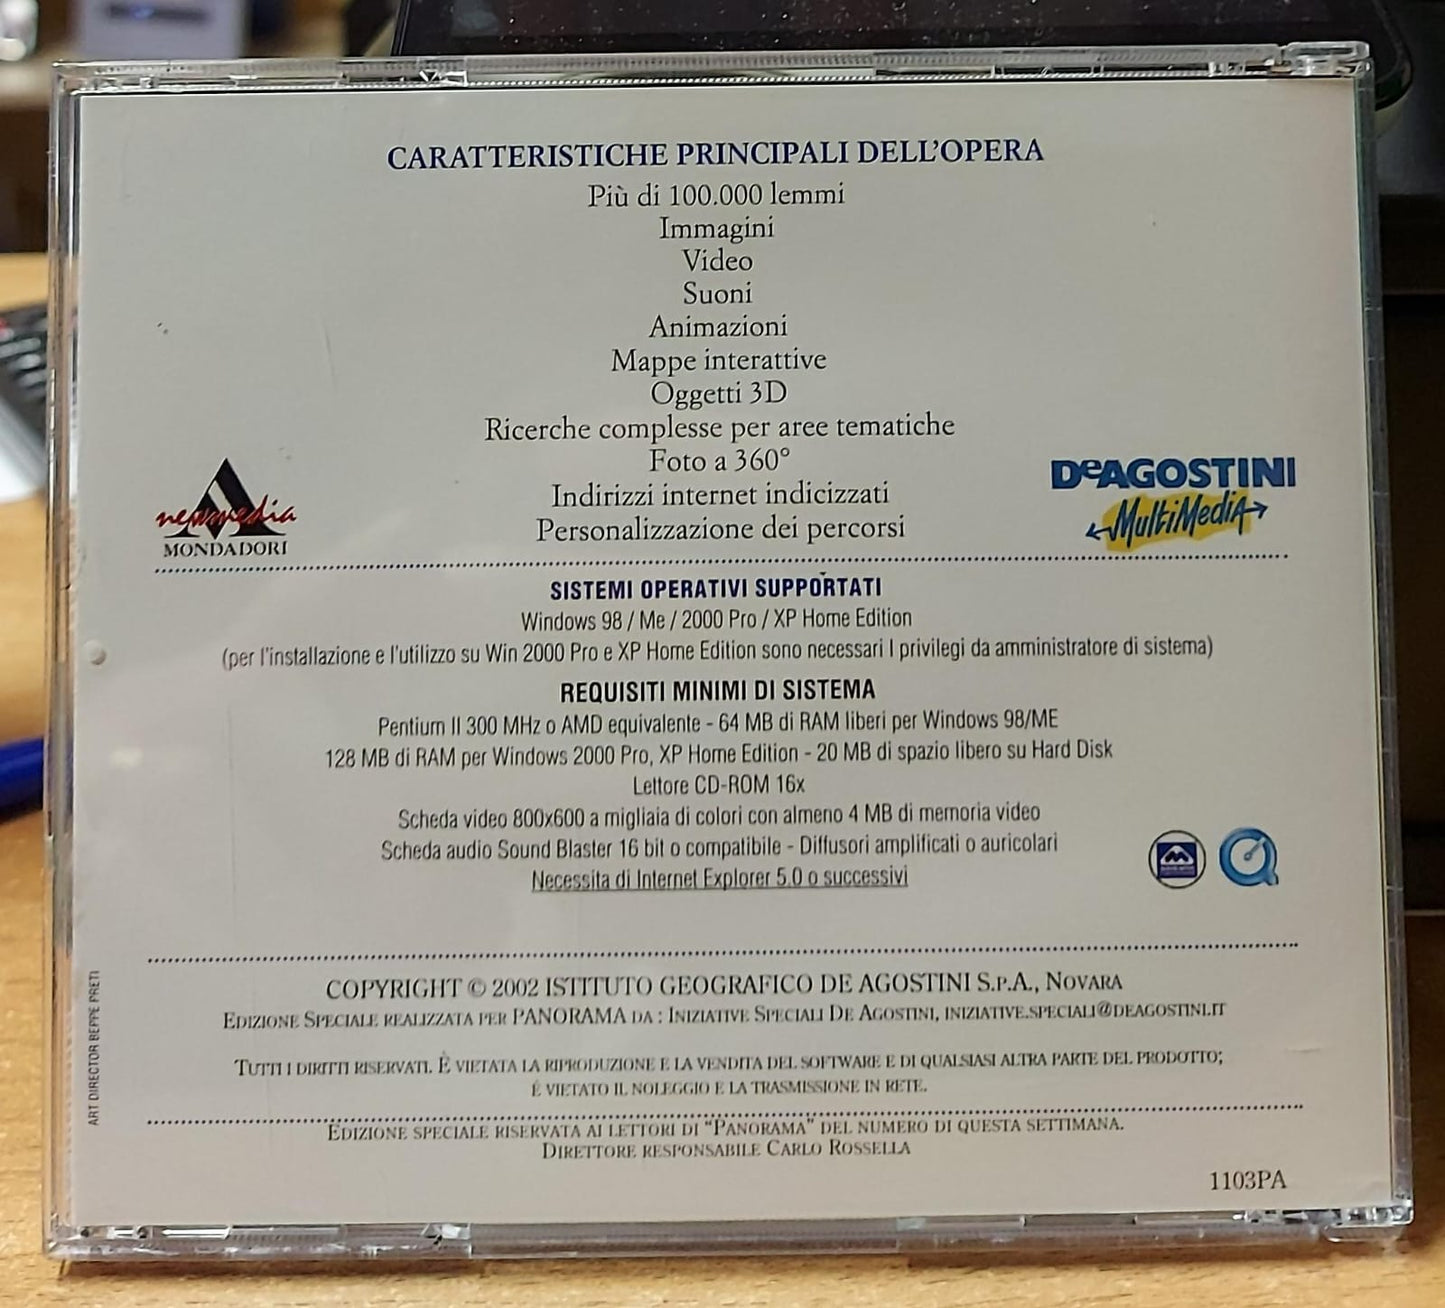 CARATTERISTICHE PRINCIPALI DELL'OPERA
Più di 100.000 lemmi
Immagini
Video
Suoni
Animazioni
Mappe interattive
Oggetti 3D
Ricerche complesse per aree tematiche
Foto a 360°
Indirizzi internet indicizzati
Personalizzazione dei percorsi
newmedia
MONDADORI
DeAGOSTINI
MultiMediA
SISTEMI OPERATIVI SUPPORTATI
Windows 98 / Me / 2000 Pro / XP Home Edition
(per l'installazione e l'utilizzo su Win 2000 Pro e XP Home Edition sono necessari I privilegi da amministratore di sistema)
REQUISITI MINIMI DI SISTEMA
Pentium II 300 MHz o AMD equivalente - 64 MB di RAM liberi per Windows 98/ME
128 MB di RAM per Windows 2000 Pro, XP Home Edition - 20 MB di spazio libero su Hard Disk
Lettore CD-ROM 16x
Scheda video 800x600 a migliaia di colori con almeno 4 MB di memoria video
Scheda audio Sound Blaster 16 bit o compatibile - Diffusori amplificati o auricolari
Necessita di Internet Explorer 5.0 o successivi
COPYRIGHT © 2002 ISTITUTO GEOGRAFICO DE AGOSTINI S.P.A., NOVARA
EDIZIONE SPECIALE REALIZZATA PER PANORAMA DA : INIZIATIVE SPECIALI DE AGOSTINI, INIZIATIVE.SPECIALI@DEAGOSTINI.IT
TUTTI I DIRITTI RISERVATI. È VIETATA LA RIPRODUZIONE E LA VENDITA DEL SOFTWARE E DI QUALSIASI ALTRA PARTE DEL PRODOTTO;
È VIETATO IL NOLEGGIO E LA TRASMISSIONE IN RETE.
EDIZIONE SPECIALE RISERVATA AI LETTORI DI "PANORAMA" DEL NUMERO DI QUESTA SETTIMANA.
DIRETTORE RESPONSABILE CARLO ROSSELLA
1103PA
ART DIRECTOR BEPPE PRETI